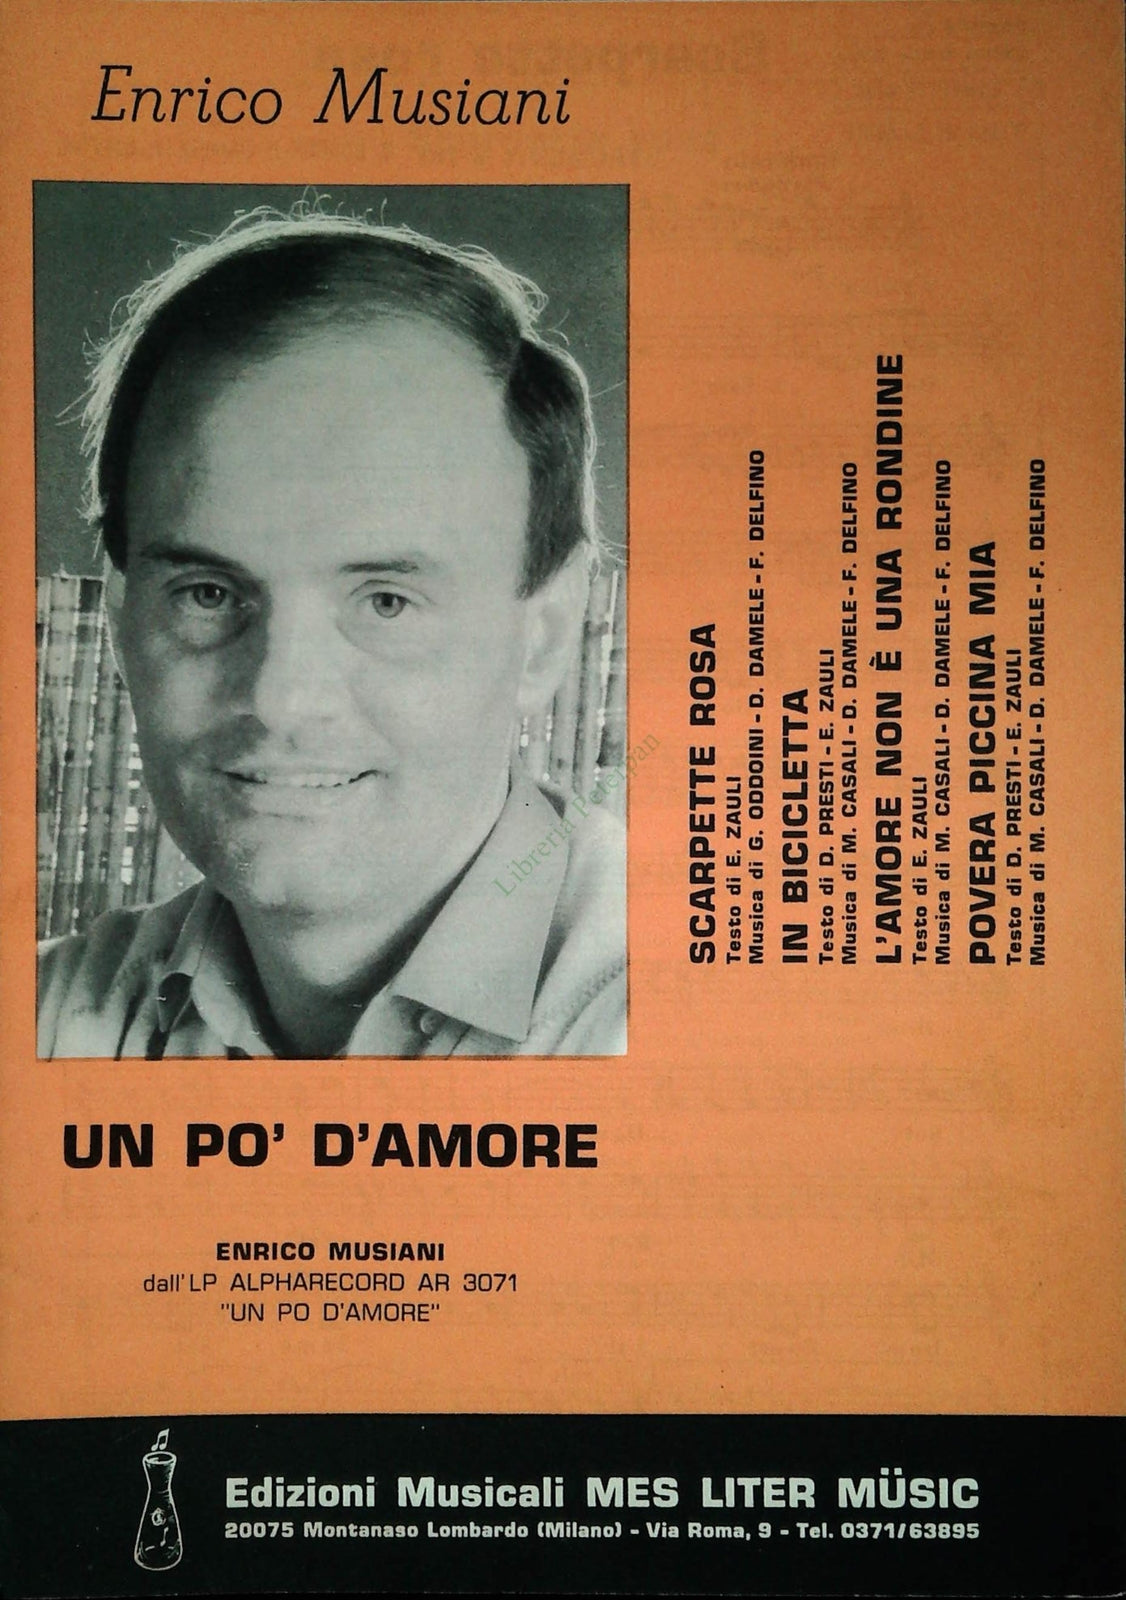 Enrico Musiani
SCARPETTE ROSA
Testo di E. ZAULI
Musica di G. ODDOINI - D. DAMELE - F. DELFINO
IN BICICLETTA
Testo di D. PRESTI - E. ZAULI
Musica di M. CASALI - D. DAMELE - F. DELFINO
L'AMORE NON È UNA RONDINE
Testo di E. ZAULI
Musica di M. CASALI - D. DAMELE - F. DELFINO
POVERA PICCINA MIA
Testo di D. PRESTI - E. ZAULI
Musica di M. CASALI - D. DAMELE - F. DELFINO
Libreria Peterpan
UN PO' D'AMORE
ENRICO MUSIANI
dall'LP ALPHARECORD AR 3071
"UN PO D'AMORE"
Edizioni Musicali MES LITER MÜSIC
20075 Montanaso Lombardo (Milano) - Via Roma, 9 - Tel. 0371/63895